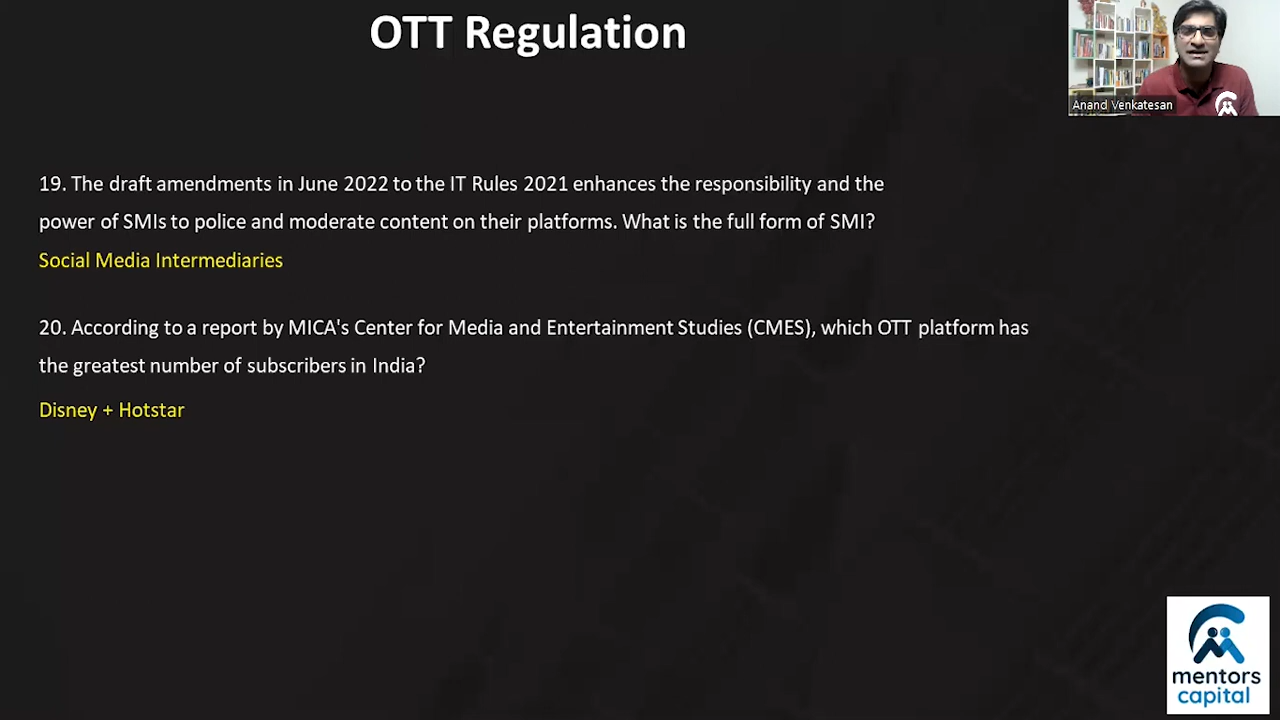 OTT Regulation
Anand Venkatesan
19. The draft amendments in June 2022 to the IT Rules 2021 enhances the responsibility and the
power of SMIs to police and moderate content on their platforms. What is the full form of SMI?
Social Media Intermediaries
20. According to a report by MICA's Center for Media and Entertainment Studies (CMES), which OTT platform has
the greatest number of subscribers in India?
Disney + Hotstar
mentors
capital